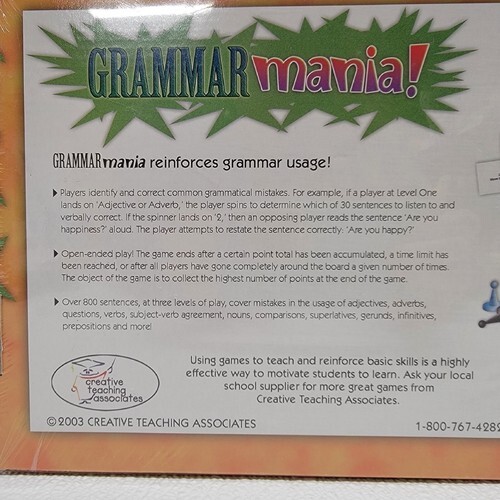 GRAMMAR mania!
GRAMMAR mania reinforces grammar usage!
Players identify and correct common grammatical mistakes. For example, if a player at Level One
lands on 'Adjective or Adverb,' the player spins to determine which of 30 sentences to listen to and
verbally correct. If the spinner lands on '2,' then an opposing player reads the sentence 'Are you
happiness?' aloud. The player attempts to restate the sentence correctly: 'Are you happy?'
Open-ended play! The game ends after a certain point total has been accumulated, a time limit has
been reached, or after all players have gone completely around the board a given number of times.
The object of the game is to collect the highest number of points at the end of the game.
Over 800 sentences, at three levels of play, cover mistakes in the usage of adjectives, adverbs,
questions, verbs, subject-verb agreement, nouns, comparisons, superlatives, gerunds, infinitives,
prepositions and more!
creative
teaching
associates
Using games to teach and reinforce basic skills is a highly
effective way to motivate students to learn. Ask your local
school supplier for more great games from
Creative Teaching Associates.
©2003 CREATIVE TEACHING ASSOCIATES
1-800-767-4282